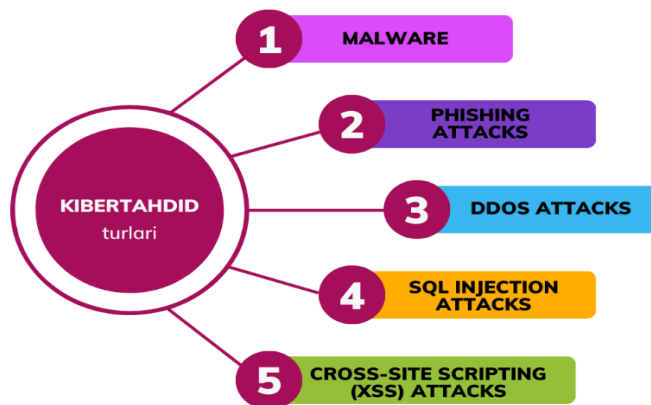 KIBERTAHDID
turlari
1
MALWARE
2
PHISHING
ATTACKS
3
DDOS ATTACKS
4
SQL INJECTION
ATTACKS
5
CROSS-SITE SCRIPTING
(XSS) ATTACKS